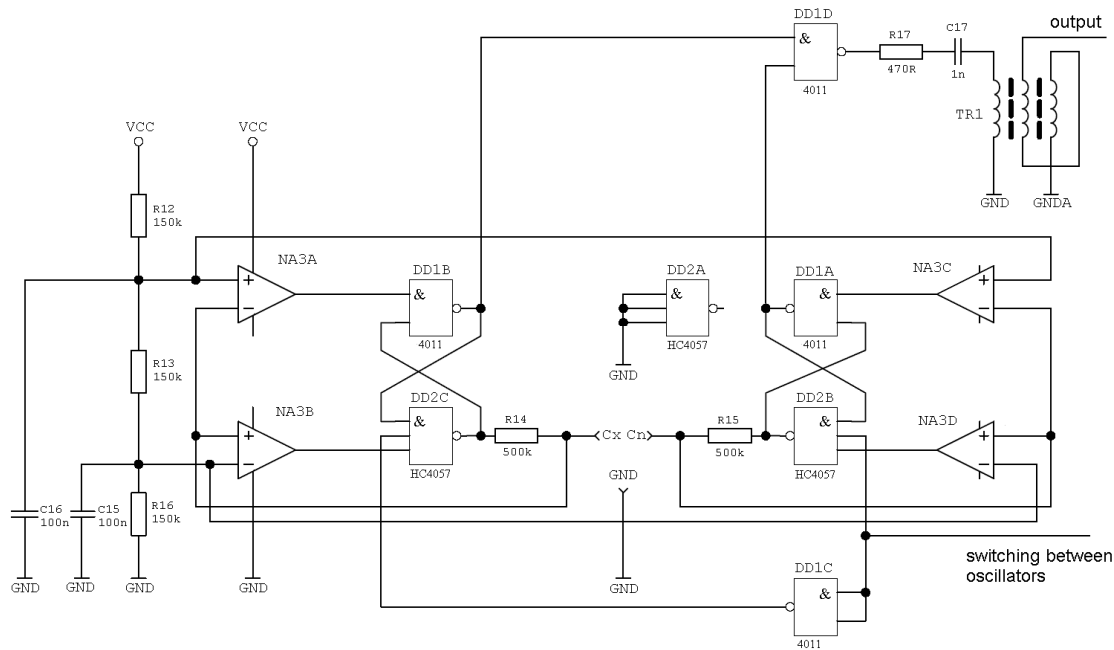 DD1D
&
4011
R17
470R
C17
1n
output
TR1
GND
GNDA
VCC
VCC
R12
150k
NA3A
+
−
DD1B
&
4011
DD2A
&
HC4057
GND
DD1A
&
4011
NA3C
+
−
R13
150k
NA3B
+
−
DD2C
&
HC4057
R14
500k
Cx Cn
GND
R15
500k
DD2B
&
HC4057
NA3D
+
−
C16
100n
C15
100n
R16
150k
GND
GND
GND
GND
GND
DD1C
&
4011
switching between
oscillators